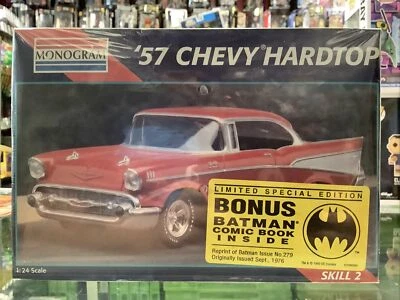 MONOGRAM
'57 CHEVY HARDTOP
LIMITED SPECIAL EDITION
BONUS
BATMAN
COMIC BOOK
INSIDE
Reprint of Batman Issue No. 279
Originally Issued Sept., 1976
1:24 Scale
SKILL 2